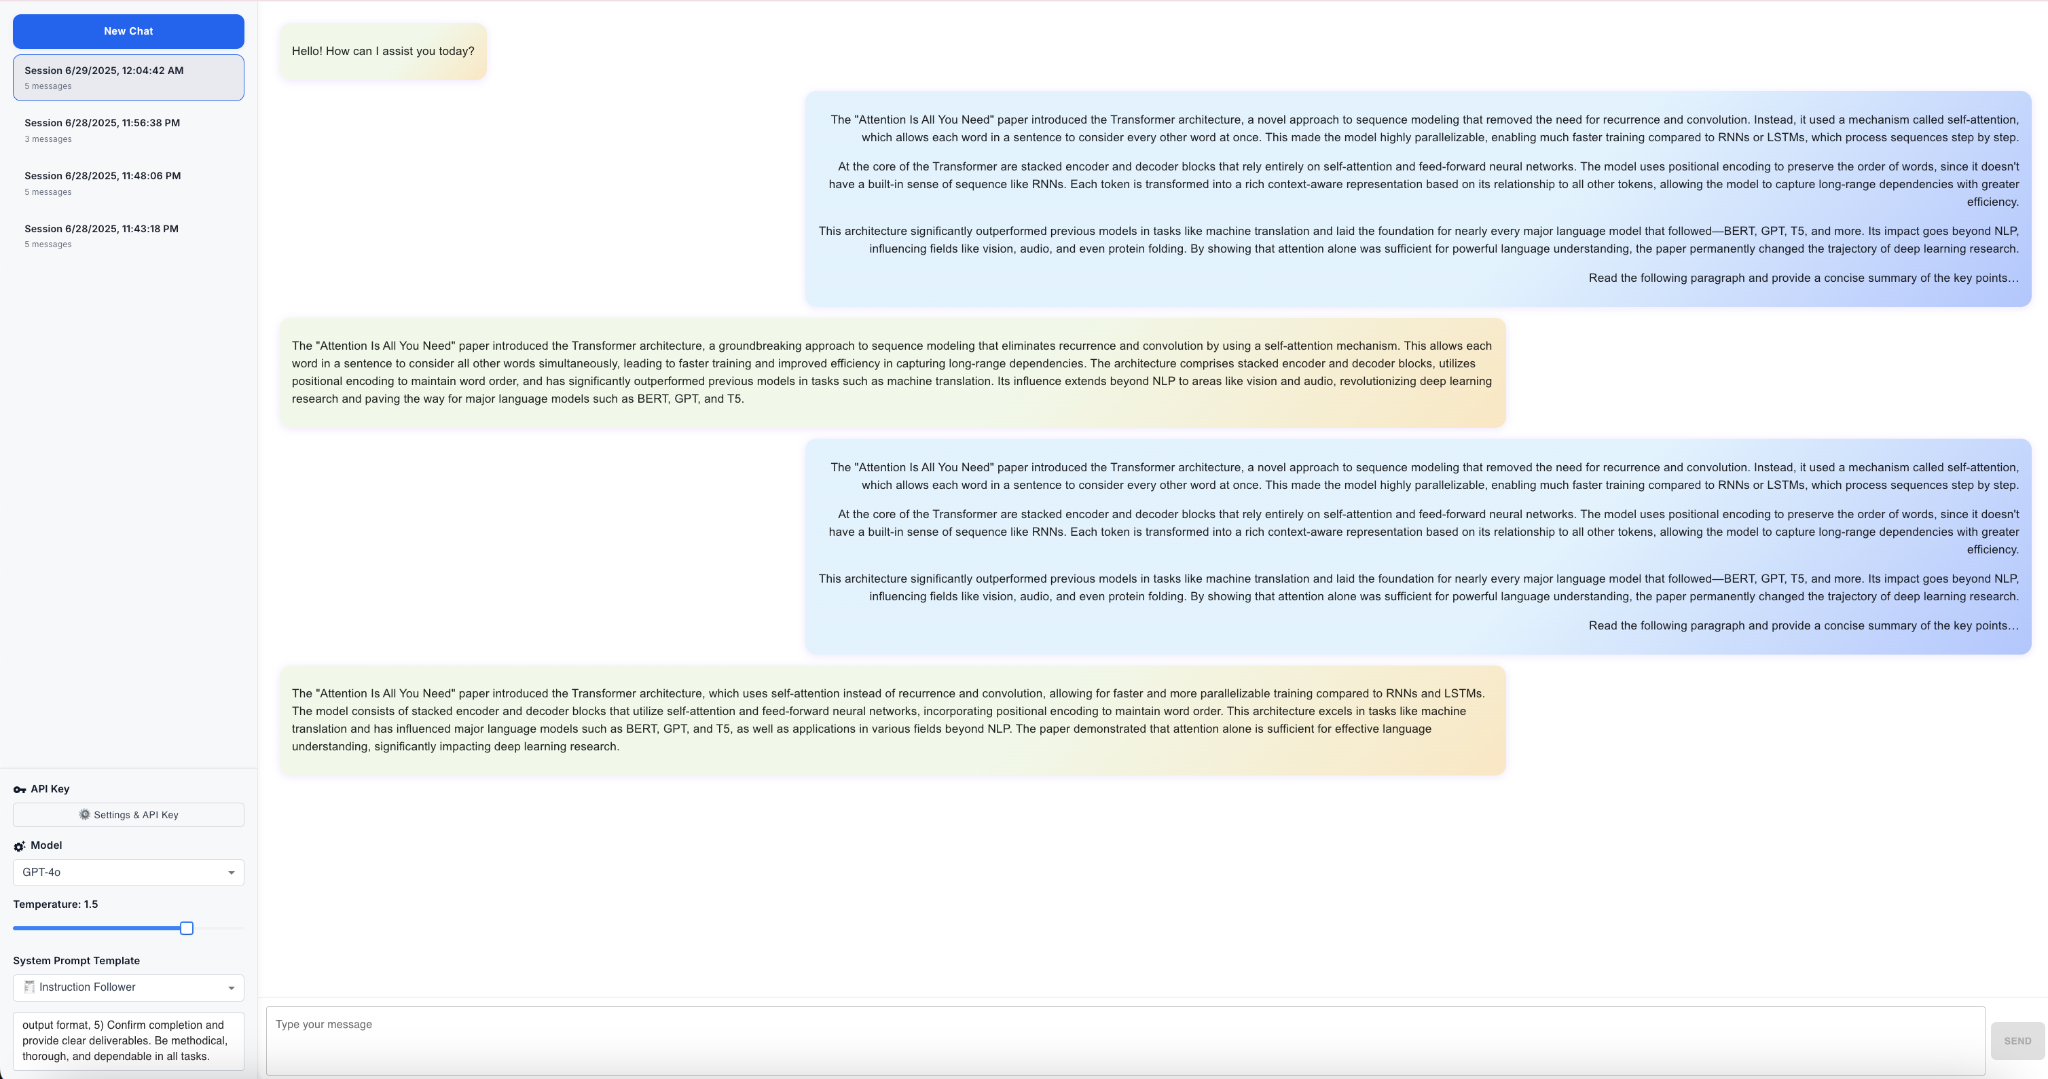 New Chat
Session 6/29/2025, 12:04:42 AM
5 messages
Session 6/28/2025, 11:56:38 PM
3 messages
Session 6/28/2025, 11:48:06 PM
5 messages
Session 6/28/2025, 11:43:18 PM
5 messages
API Key
Settings & API Key
Model
GPT-4o
Temperature: 1.5
System Prompt Template
Instruction Follower
output format, 5) Confirm completion and
provide clear deliverables. Be methodical,
thorough, and dependable in all tasks.
Hello! How can I assist you today?
The "Attention Is All You Need" paper introduced the Transformer architecture, a novel approach to sequence modeling that removed the need for recurrence and convolution. Instead, it used a mechanism called self-attention,
which allows each word in a sentence to consider every other word at once. This made the model highly parallelizable, enabling much faster training compared to RNNs or LSTMs, which process sequences step by step.
At the core of the Transformer are stacked encoder and decoder blocks that rely entirely on self-attention and feed-forward neural networks. The model uses positional encoding to preserve the order of words, since it doesn't
have a built-in sense of sequence like RNNs. Each token is transformed into a rich context-aware representation based on its relationship to all other tokens, allowing the model to capture long-range dependencies with greater
efficiency.
This architecture significantly outperformed previous models in tasks like machine translation and laid the foundation for nearly every major language model that followed—BERT, GPT, T5, and more. Its impact goes beyond NLP,
influencing fields like vision, audio, and even protein folding. By showing that attention alone was sufficient for powerful language understanding, the paper permanently changed the trajectory of deep learning research.
Read the following paragraph and provide a concise summary of the key points…
The "Attention Is All You Need" paper introduced the Transformer architecture, a groundbreaking approach to sequence modeling that eliminates recurrence and convolution by using a self-attention mechanism. This allows each
word in a sentence to consider all other words simultaneously, leading to faster training and improved efficiency in capturing long-range dependencies. The architecture comprises stacked encoder and decoder blocks, utilizes
positional encoding to maintain word order, and has significantly outperformed previous models in tasks such as machine translation. Its influence extends beyond NLP to areas like vision and audio, revolutionizing deep learning
research and paving the way for major language models such as BERT, GPT, and T5.
The "Attention Is All You Need" paper introduced the Transformer architecture, a novel approach to sequence modeling that removed the need for recurrence and convolution. Instead, it used a mechanism called self-attention,
which allows each word in a sentence to consider every other word at once. This made the model highly parallelizable, enabling much faster training compared to RNNs or LSTMs, which process sequences step by step.
At the core of the Transformer are stacked encoder and decoder blocks that rely entirely on self-attention and feed-forward neural networks. The model uses positional encoding to preserve the order of words, since it doesn't
have a built-in sense of sequence like RNNs. Each token is transformed into a rich context-aware representation based on its relationship to all other tokens, allowing the model to capture long-range dependencies with greater
efficiency.
This architecture significantly outperformed previous models in tasks like machine translation and laid the foundation for nearly every major language model that followed—BERT, GPT, T5, and more. Its impact goes beyond NLP,
influencing fields like vision, audio, and even protein folding. By showing that attention alone was sufficient for powerful language understanding, the paper permanently changed the trajectory of deep learning research.
Read the following paragraph and provide a concise summary of the key points…
The "Attention Is All You Need" paper introduced the Transformer architecture, which uses self-attention instead of recurrence and convolution, allowing for faster and more parallelizable training compared to RNNs and LSTMs.
The model consists of stacked encoder and decoder blocks that utilize self-attention and feed-forward neural networks, incorporating positional encoding to maintain word order. This architecture excels in tasks like machine
translation and has influenced major language models such as BERT, GPT, and T5, as well as applications in various fields beyond NLP. The paper demonstrated that attention alone is sufficient for effective language
understanding, significantly impacting deep learning research.
Type your message
SEND